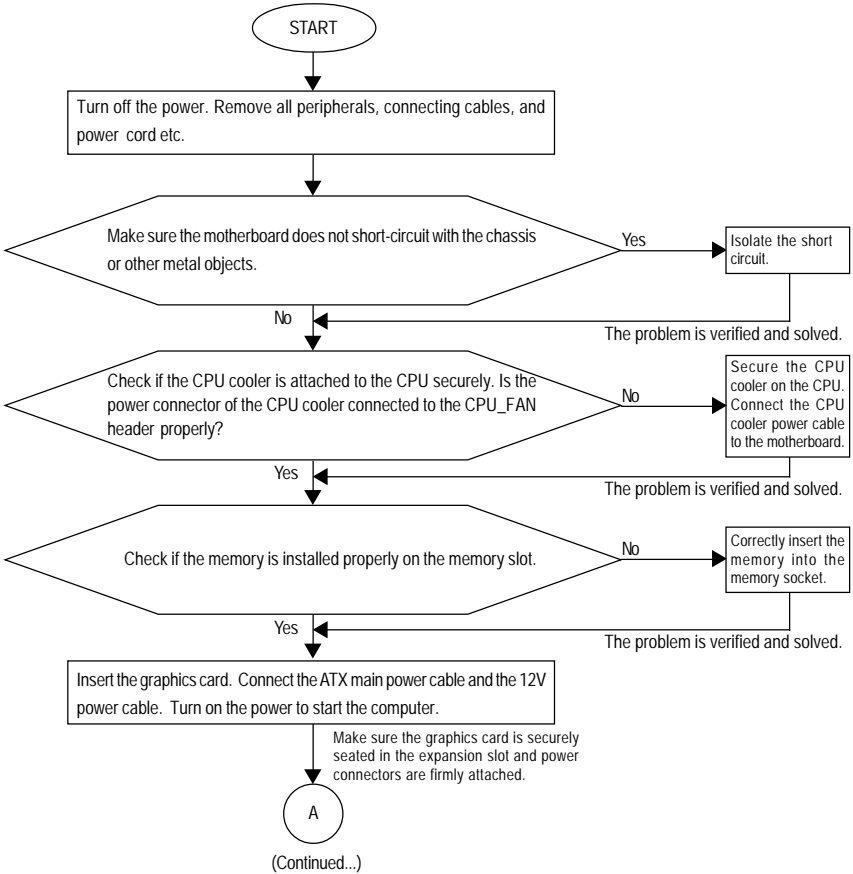 START
Turn off the power. Remove all peripherals, connecting cables, and
power cord etc.
Make sure the motherboard does not short-circuit with the chassis
or other metal objects.
Yes
Isolate the short
circuit.
No
The problem is verified and solved.
Check if the CPU cooler is attached to the CPU securely. Is the
power connector of the CPU cooler connected to the CPU_FAN
header properly?
No
Secure the CPU
cooler on the CPU.
Connect the CPU
cooler power cable
to the motherboard.
Yes
The problem is verified and solved.
Check if the memory is installed properly on the memory slot.
No
Correctly insert the
memory into the
memory socket.
Yes
The problem is verified and solved.
Insert the graphics card. Connect the ATX main power cable and the 12V
power cable. Turn on the power to start the computer.
Make sure the graphics card is securely
seated in the expansion slot and power
connectors are firmly attached.
A
(Continued...)